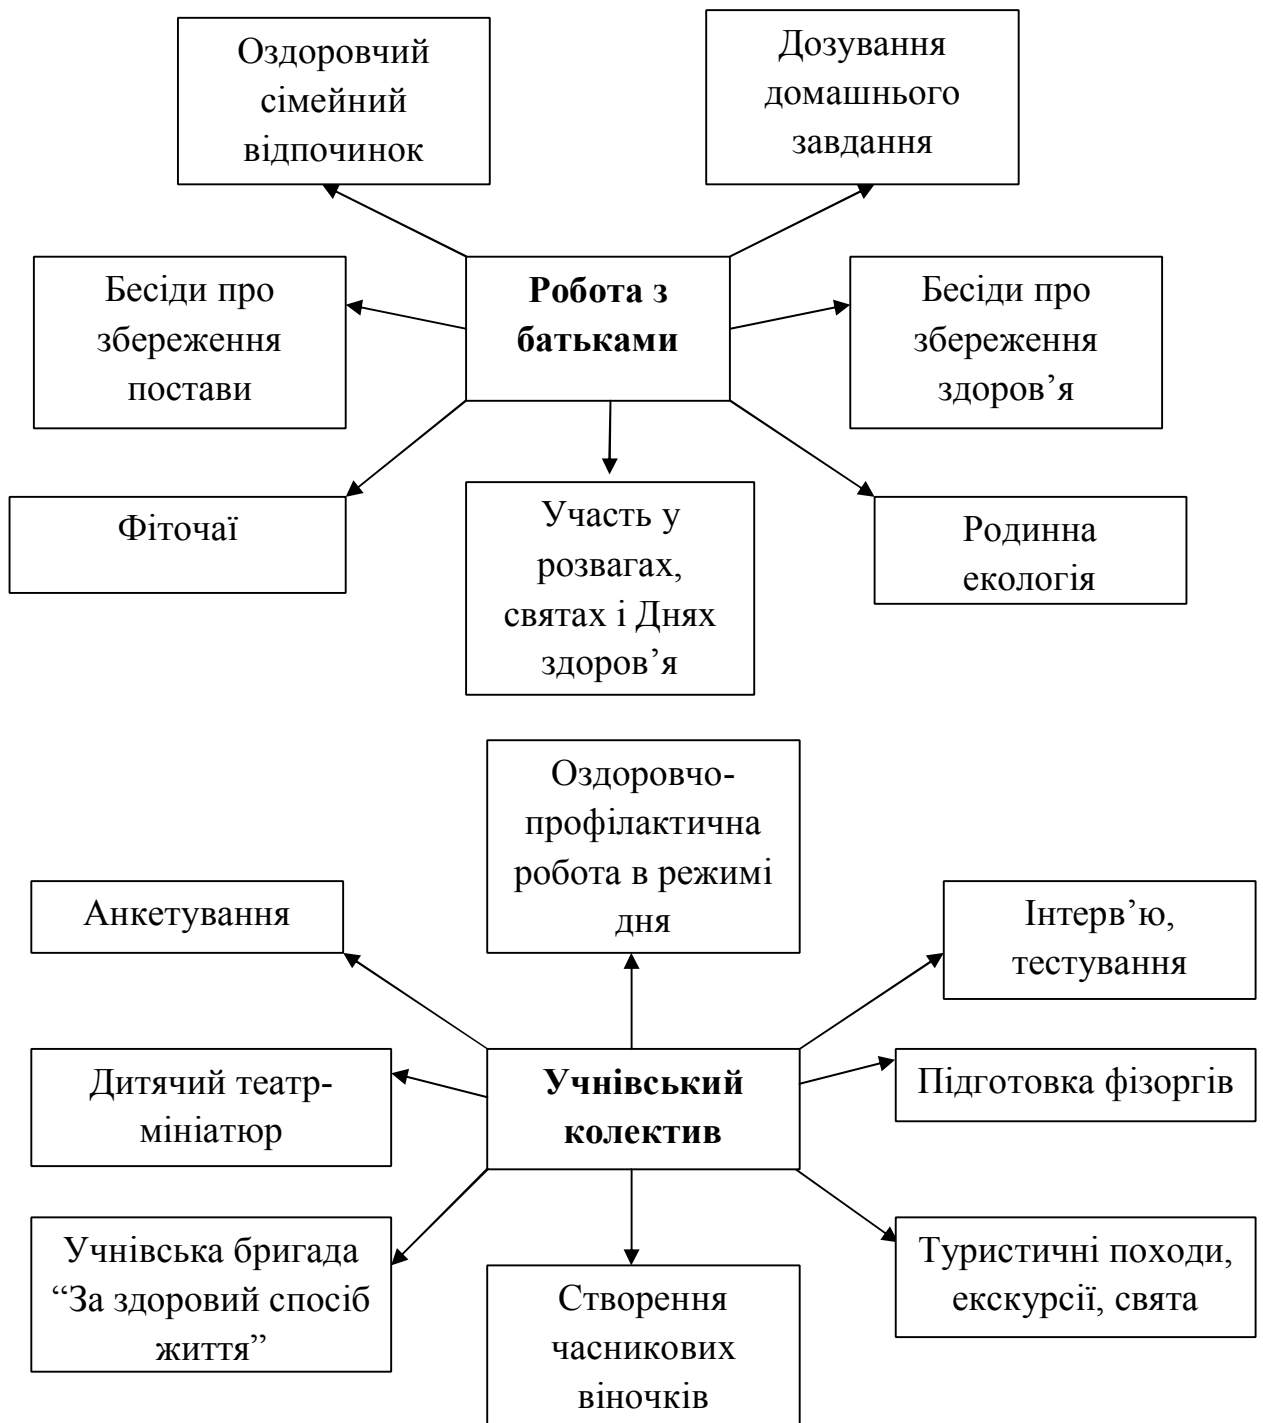 Оздоровчий
сімейний
відпочинок
Дозування
домашнього
завдання
Бесіди про
збереження
постави
Робота з
батьками
Бесіди про
збереження
здоров’я
Фіточаї
Участь у
розвагах,
святах і Днях
здоров’я
Родинна
екологія
Оздоровчо-
профілактична
робота в режимі
дня
Анкетування
Інтерв’ю,
тестування
Дитячий театр-
мініатюр
Учнівський
колектив
Підготовка фізоргів
Учнівська бригада
“За здоровий спосіб
життя”
Створення
часникових
віночків
Туристичні походи,
екскурсії, свята